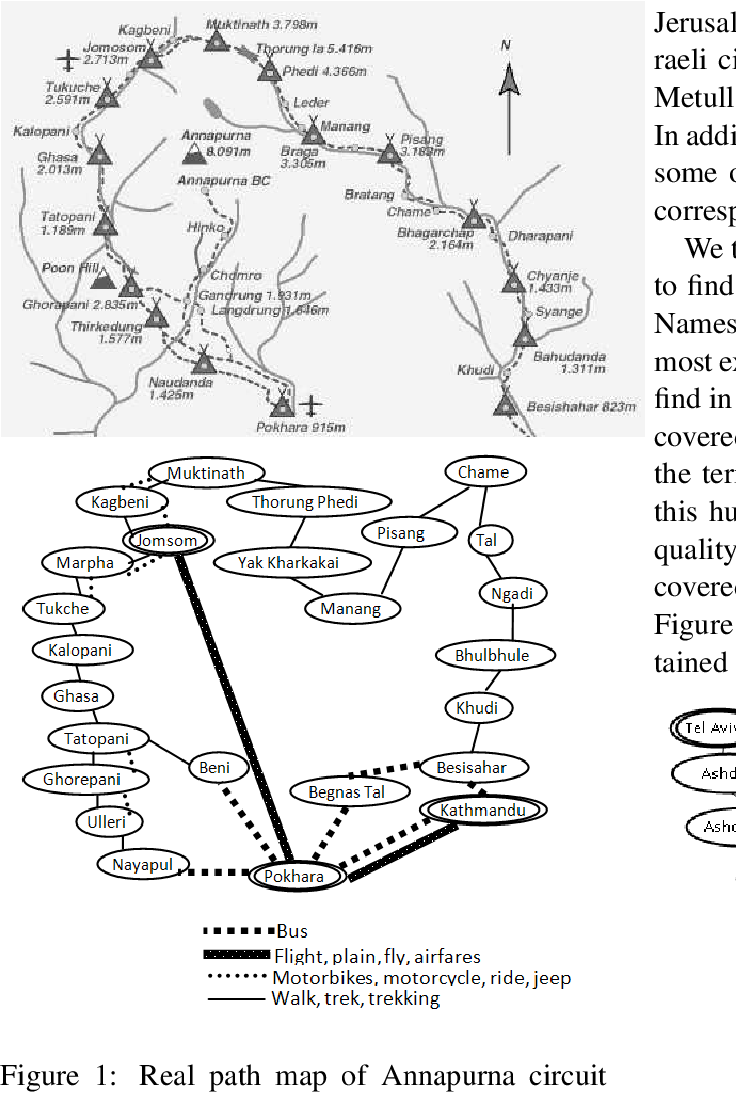 Kagbeni
Muktinath 3.798m
Jomosom
2.713m
Thorung la 5.416m
Phedi 4.366m
N
Tukuche
2.591m
Leder
Kalopani
Manang
Annapurna
8.091m
Braga
3.305m
Pisang
3.183m
Ghasa
2.013m
Annapurna BC
Bratang
Chame
Tatopani
1.189m
Hinko
Bhagarchap
2.164m
Dharapani
Poon Hill
Chomro
Chyanje
1.433m
Ghorapani 2.835m
Gandrung 1.931m
Langdrung 1.646m
Thirkedung
1.577m
Syange
Bahudanda
1.311m
Khudi
Naudanda
1.425m
Besishahar 823m
Pokhara 915m
Muktinath
Chame
Kagbeni
Thorung Phedi
Pisang
Jomsom
Tal
Marpha
Yak Kharkakai
Ngadi
Tukche
Manang
Kalopani
Bhulbhule
Ghasa
Khudi
Tatopani
Beni
Besisahar
Ghorepani
Begnas Tal
Kathmandu
Ulleri
Nayapul
Pokhara
Bus
Flight, plain, fly, airfares
Motorbikes, motorcycle, ride, jeep
Walk, trek, trekking
Figure 1: Real path map of Annapurna circuit
Jerusal
raeli ci
Metull
In addi
some o
corresp
We t
to find
Names
most ex
find in
covered
the ter
this hu
quality
covered
Figure
tained
Tel Aviv
Ashd
Ashc